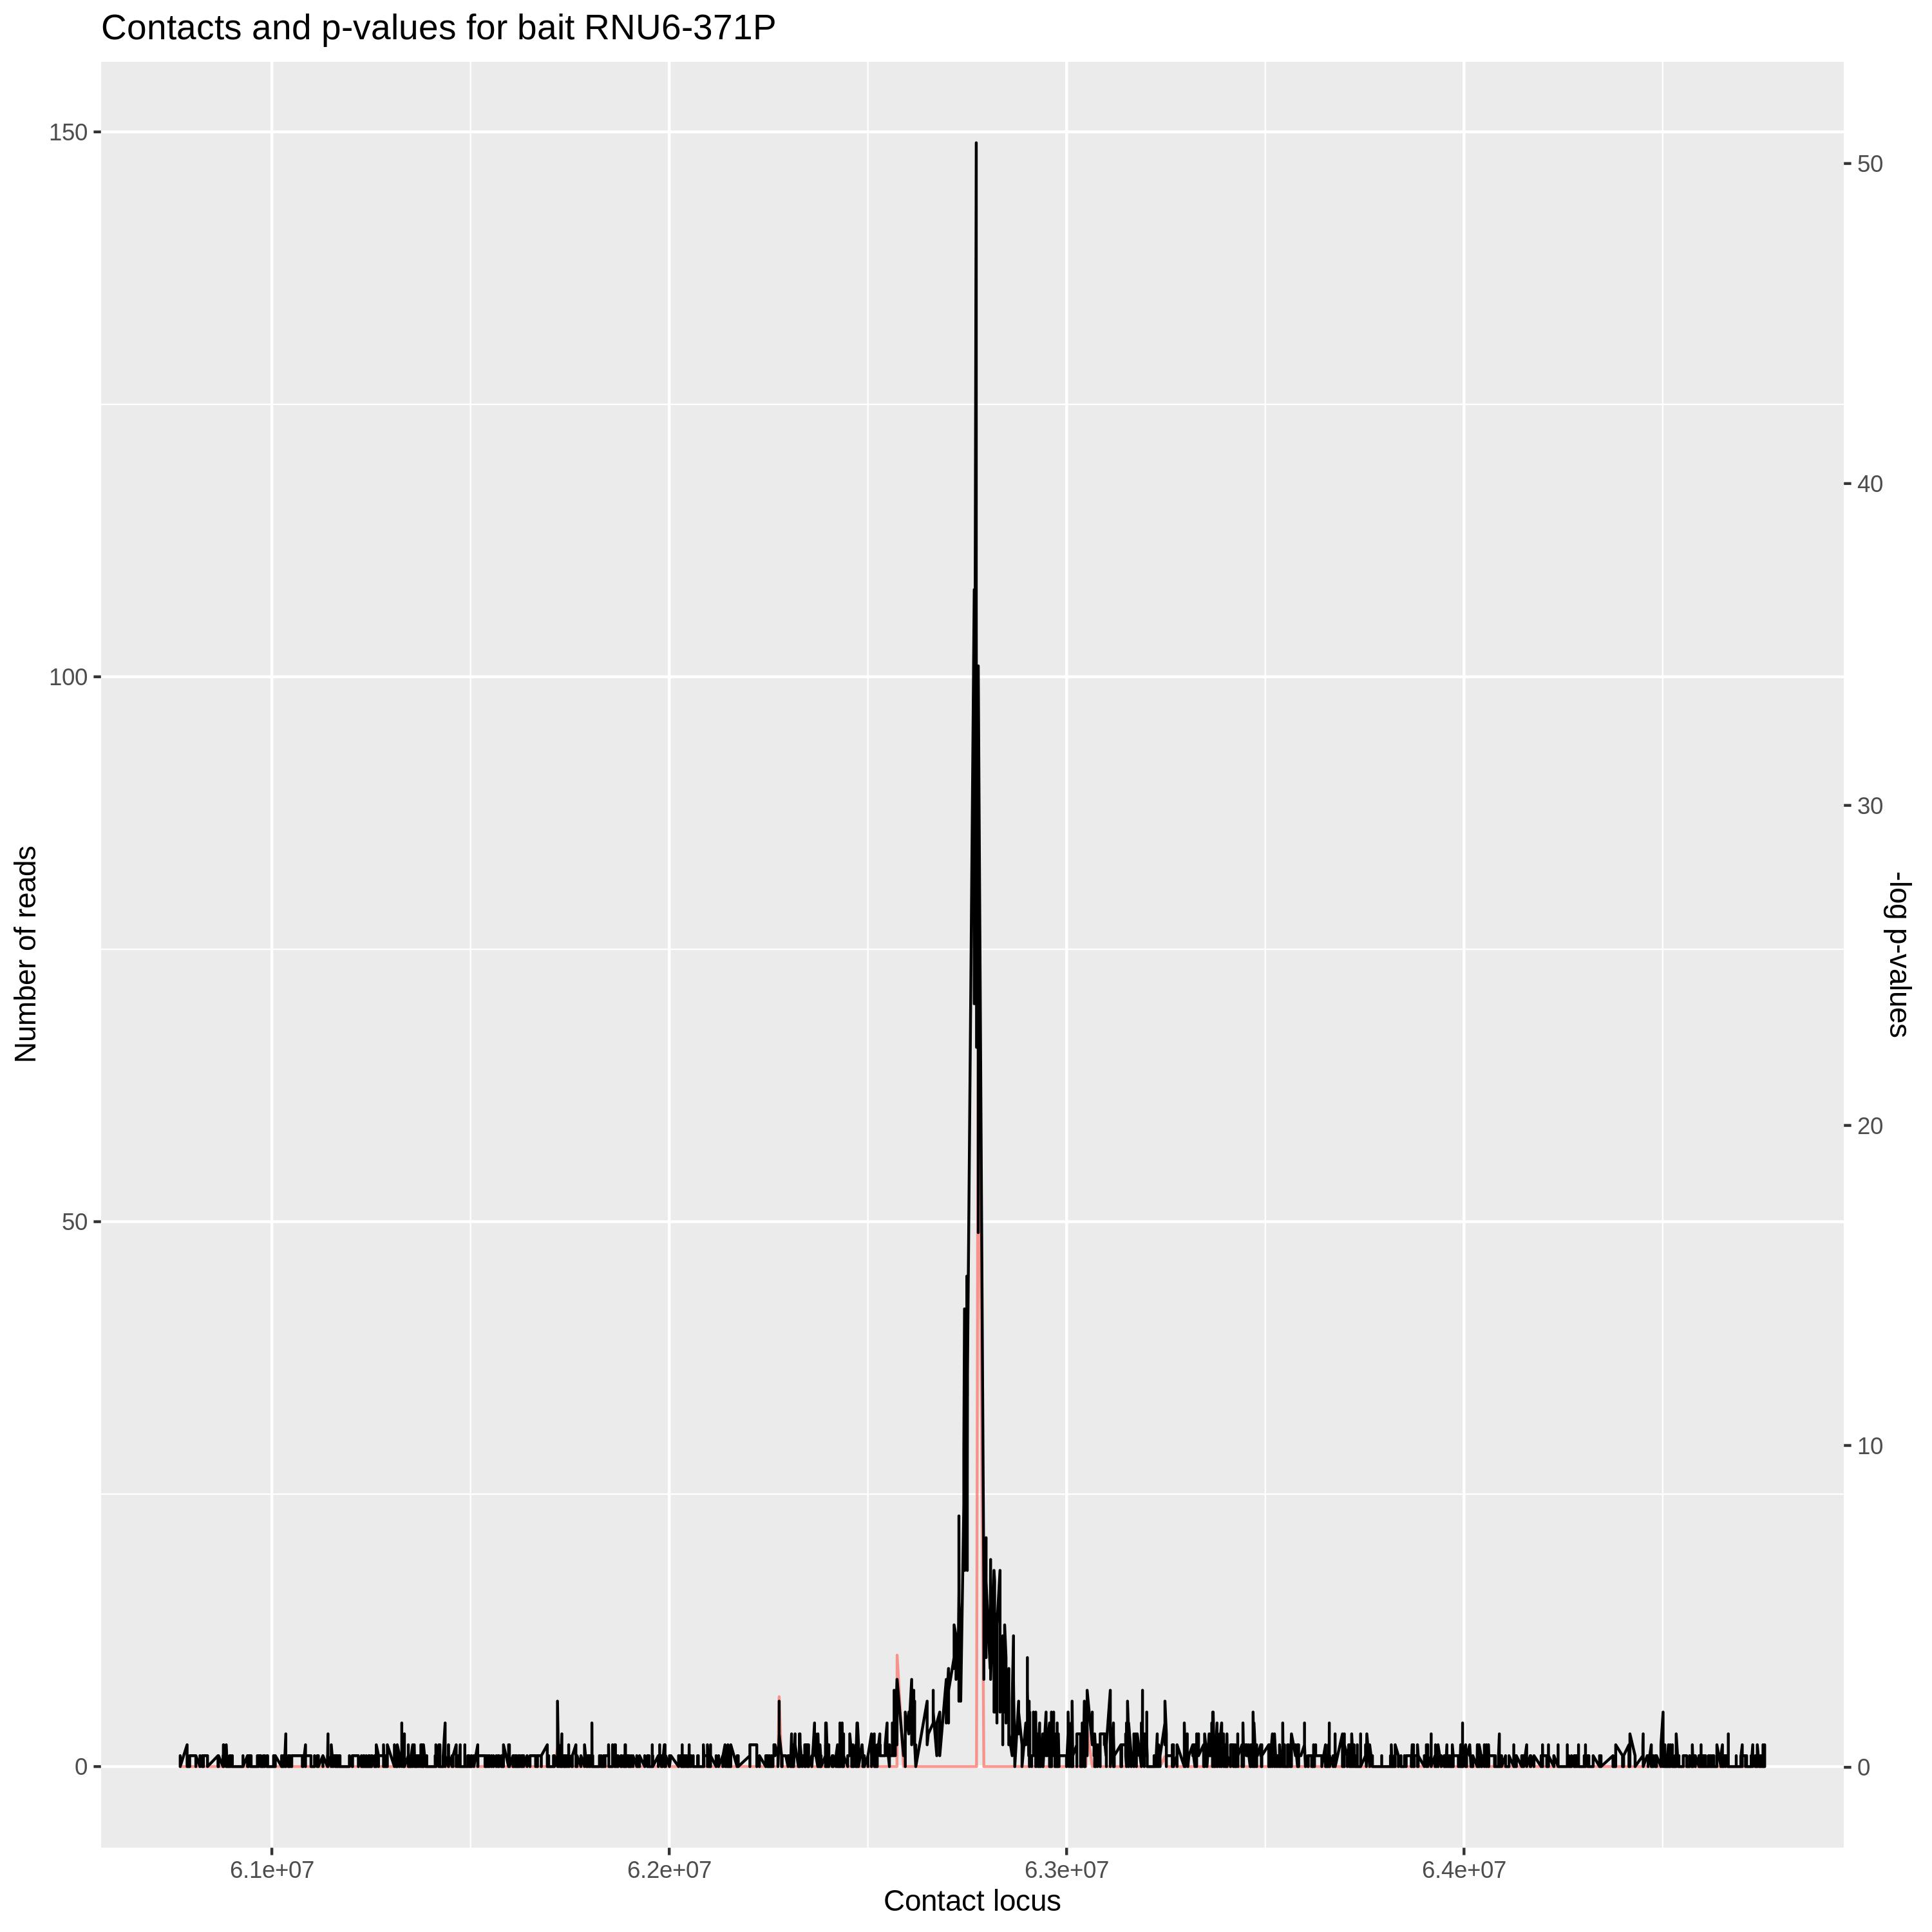 Contacts and p-values for bait RNU6-371P
150
100
50
0
Number of reads
50
40
30
20
10
0
-log p-values
6.1e+07
6.2e+07
6.3e+07
6.4e+07
Contact locus